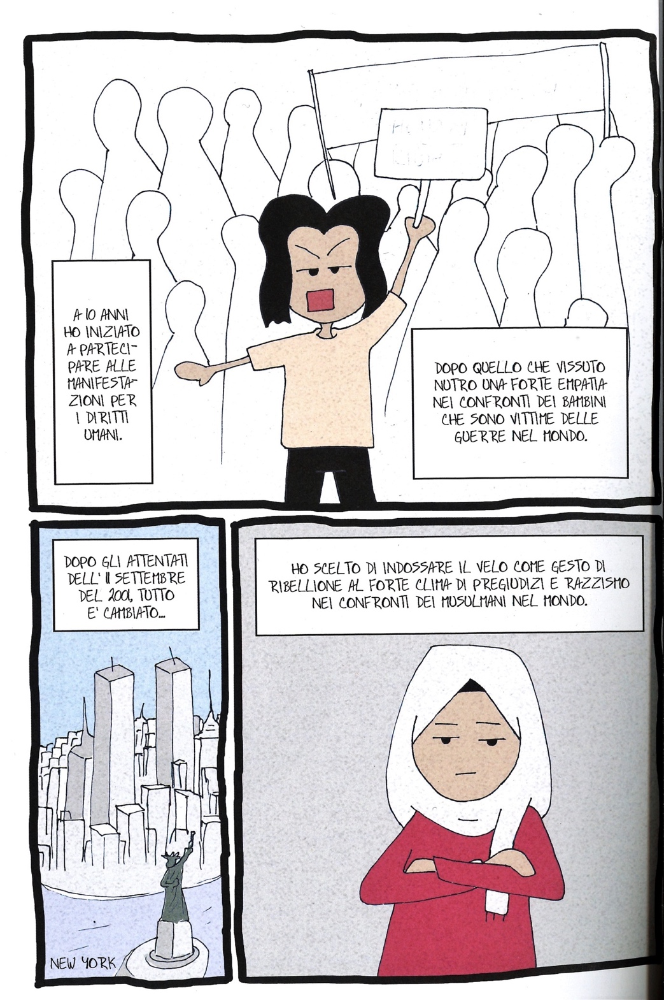 A 10 ANNI
HO INIZIATO
A PARTECI-
PARE ALLE
MANIFESTA-
ZIONI PER
I DIRITTI
UMANI.
DOPO QUELLO CHE VISSUTO
NUTRO UNA FORTE EMPATIA
NEI CONFRONTI DEI BAMBINI
CHE SONO VITTIME DELLE
GUERRE NEL MONDO.
DOPO GLI ATTENTATI
DELL' 11 SETTEMBRE
DEL 2001, TUTTO
E' CAMBIATO...
NEW YORK
HO SCELTO DI INDOSSARE IL VELO COME GESTO DI
RIBELLIONE AL FORTE CLIMA DI PREGIUDIZI E RAZZISMO
NEI CONFRONTI DEI MUSULMANI NEL MONDO.